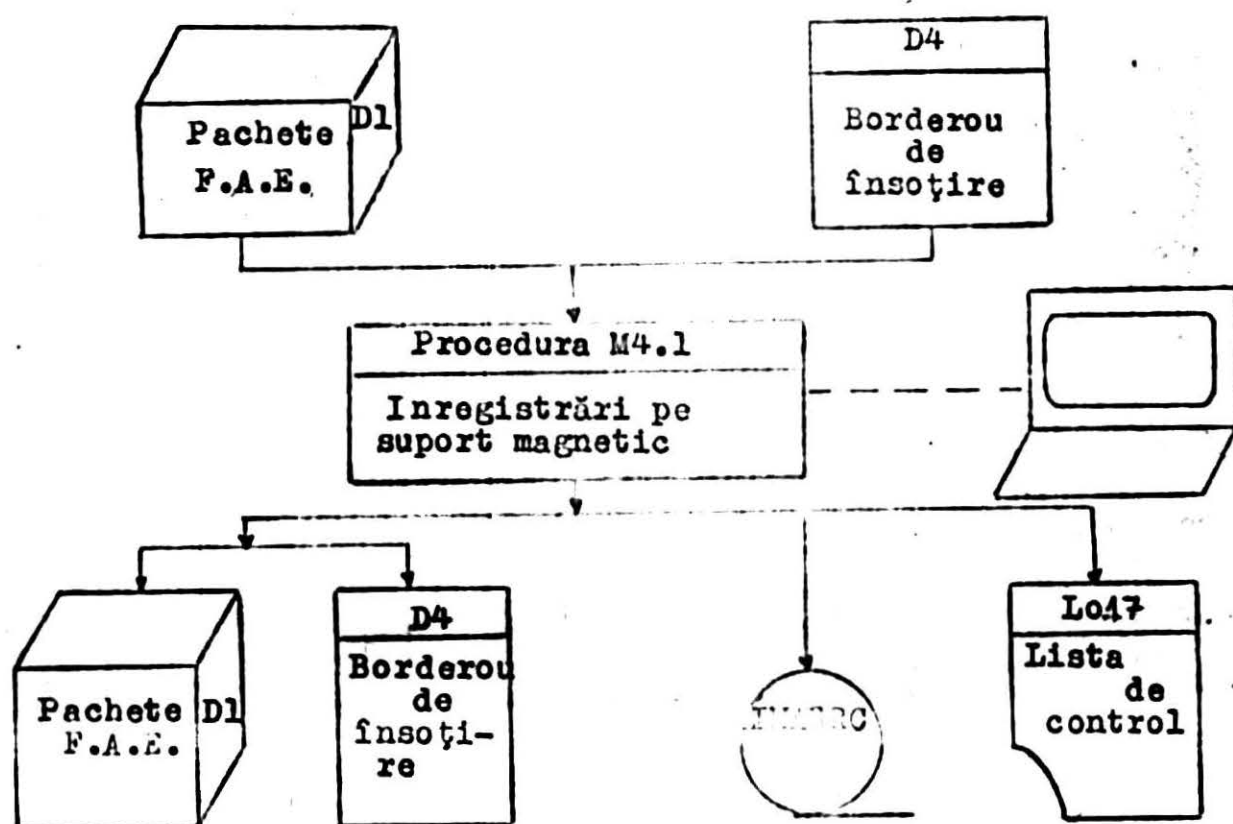 Pachete
D1
F.A.E.
D4
Borderou
de
însoţire
Procedura M4.1
Inregistrări pe
suport magnetic
Pachete
D1
F.A.E.
D4
Borderou
de
însoţi-
re
L017
Lista
de
control